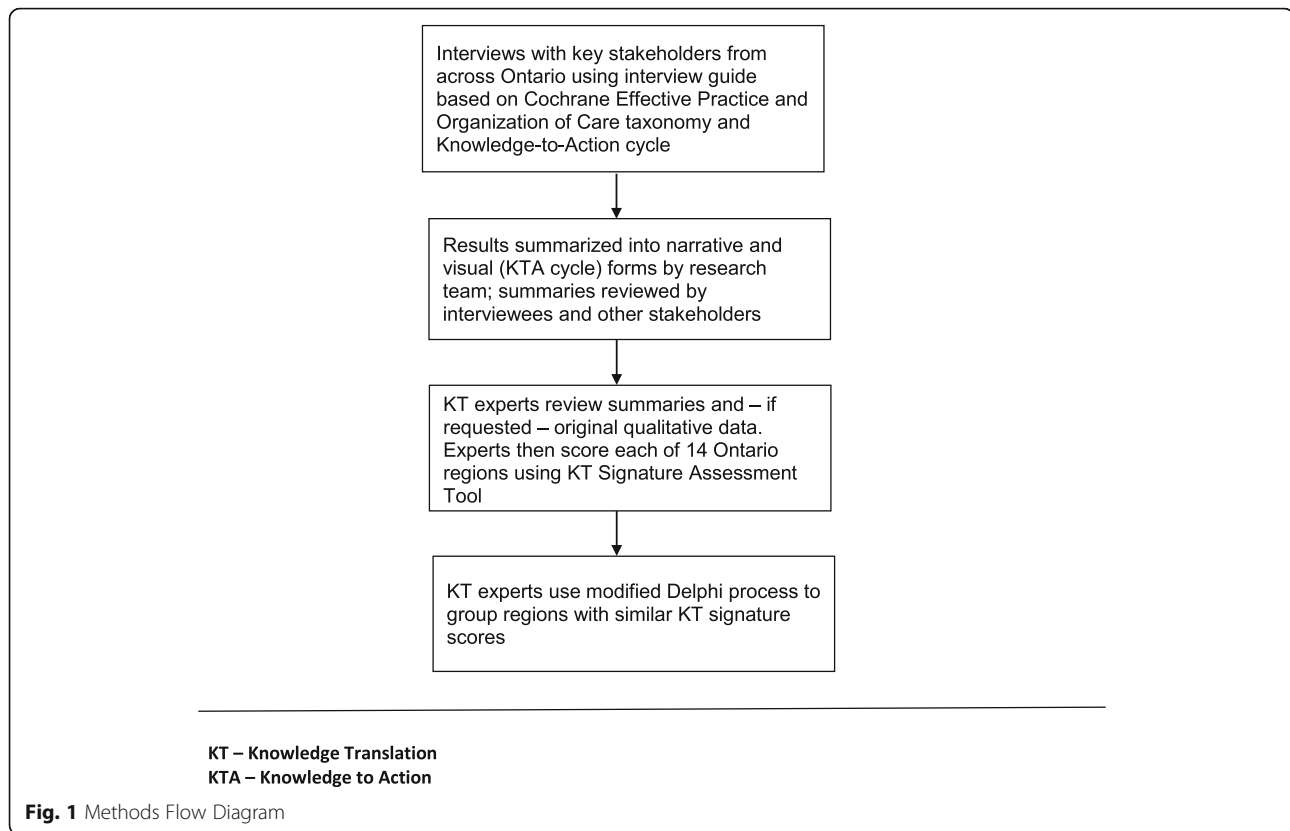 Interviews with key stakeholders from
across Ontario using interview guide
based on Cochrane Effective Practice and
Organization of Care taxonomy and
Knowledge-to-Action cycle
Results summarized into narrative and
visual (KTA cycle) forms by research
team; summaries reviewed by
interviewees and other stakeholders
KT experts review summaries and – if
requested – original qualitative data.
Experts then score each of 14 Ontario
regions using KT Signature Assessment
Tool
KT experts use modified Delphi process to
group regions with similar KT signature
scores
KT – Knowledge Translation
KTA – Knowledge to Action
Fig. 1 Methods Flow Diagram